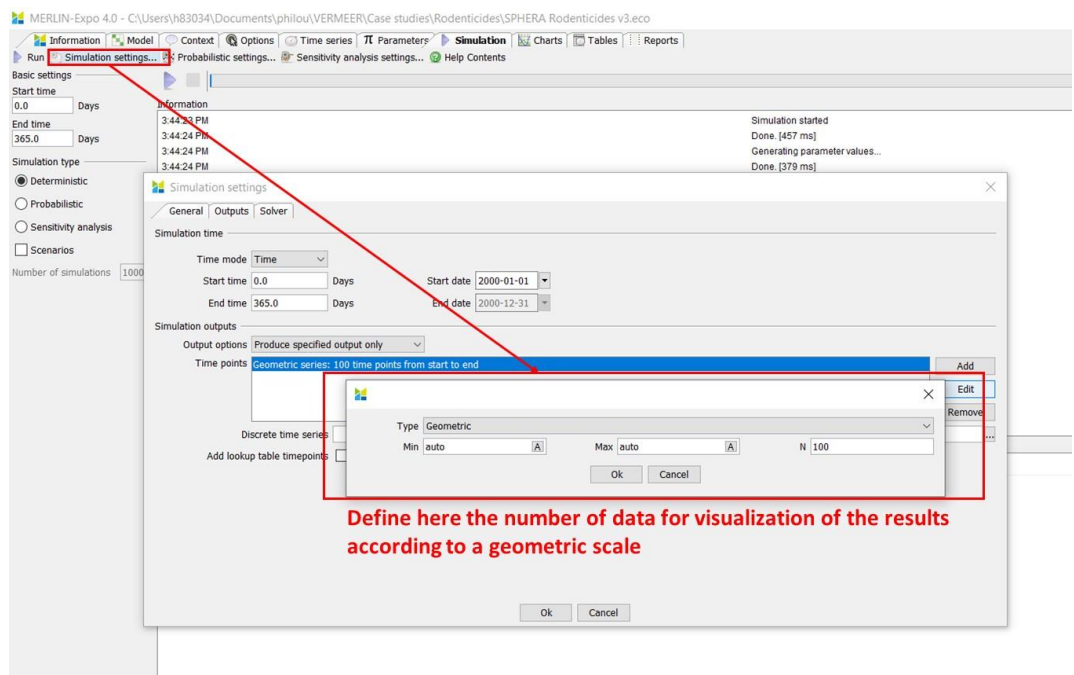 MERLIN-Expo 4.0 - C:\Users\h83034\Documents\philou\VERMEER\Case studies\Rodenticides\SPHERA Rodenticides v3.eco
Information Model Context Options Time series Parameters Simulation Charts Tables Reports
Run Simulation settings... Probabilistic settings... Sensitivity analysis settings... Help Contents
Basic settings
Start time
0.0 Days
End time
365.0 Days
Simulation type
Deterministic
Probabilistic
Sensitivity analysis
Scenarios
Number of simulations 1000
Information
3:44:23 PM Simulation started
3:44:24 PM Done. [457 ms]
3:44:24 PM Generating parameter values...
3:44:24 PM Done. [379 ms]
Simulation settings
General Outputs Solver
Simulation time
Time mode Time
Start time 0.0 Days Start date 2000-01-01
End time 365.0 Days End date 2000-12-31
Simulation outputs
Output options Produce specified output only
Time points Geometric series: 100 time points from start to end
Add
Edit
Remove
Discrete time series ...
Add lookup table timepoints
Type Geometric
Min auto A Max auto A N 100
Ok Cancel
Define here the number of data for visualization of the results
according to a geometric scale
Ok Cancel